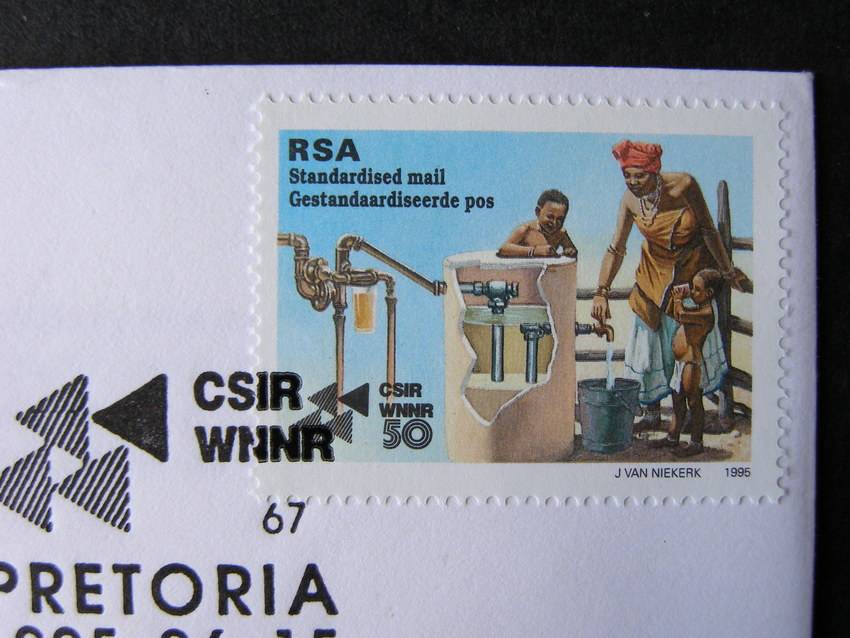 RSA
Standardised mail
Gestandaardiseerde pos
CSIR
WNNR
50
J VAN NIEKERK 1995
CSIR
WNNR
67
PRETORIA